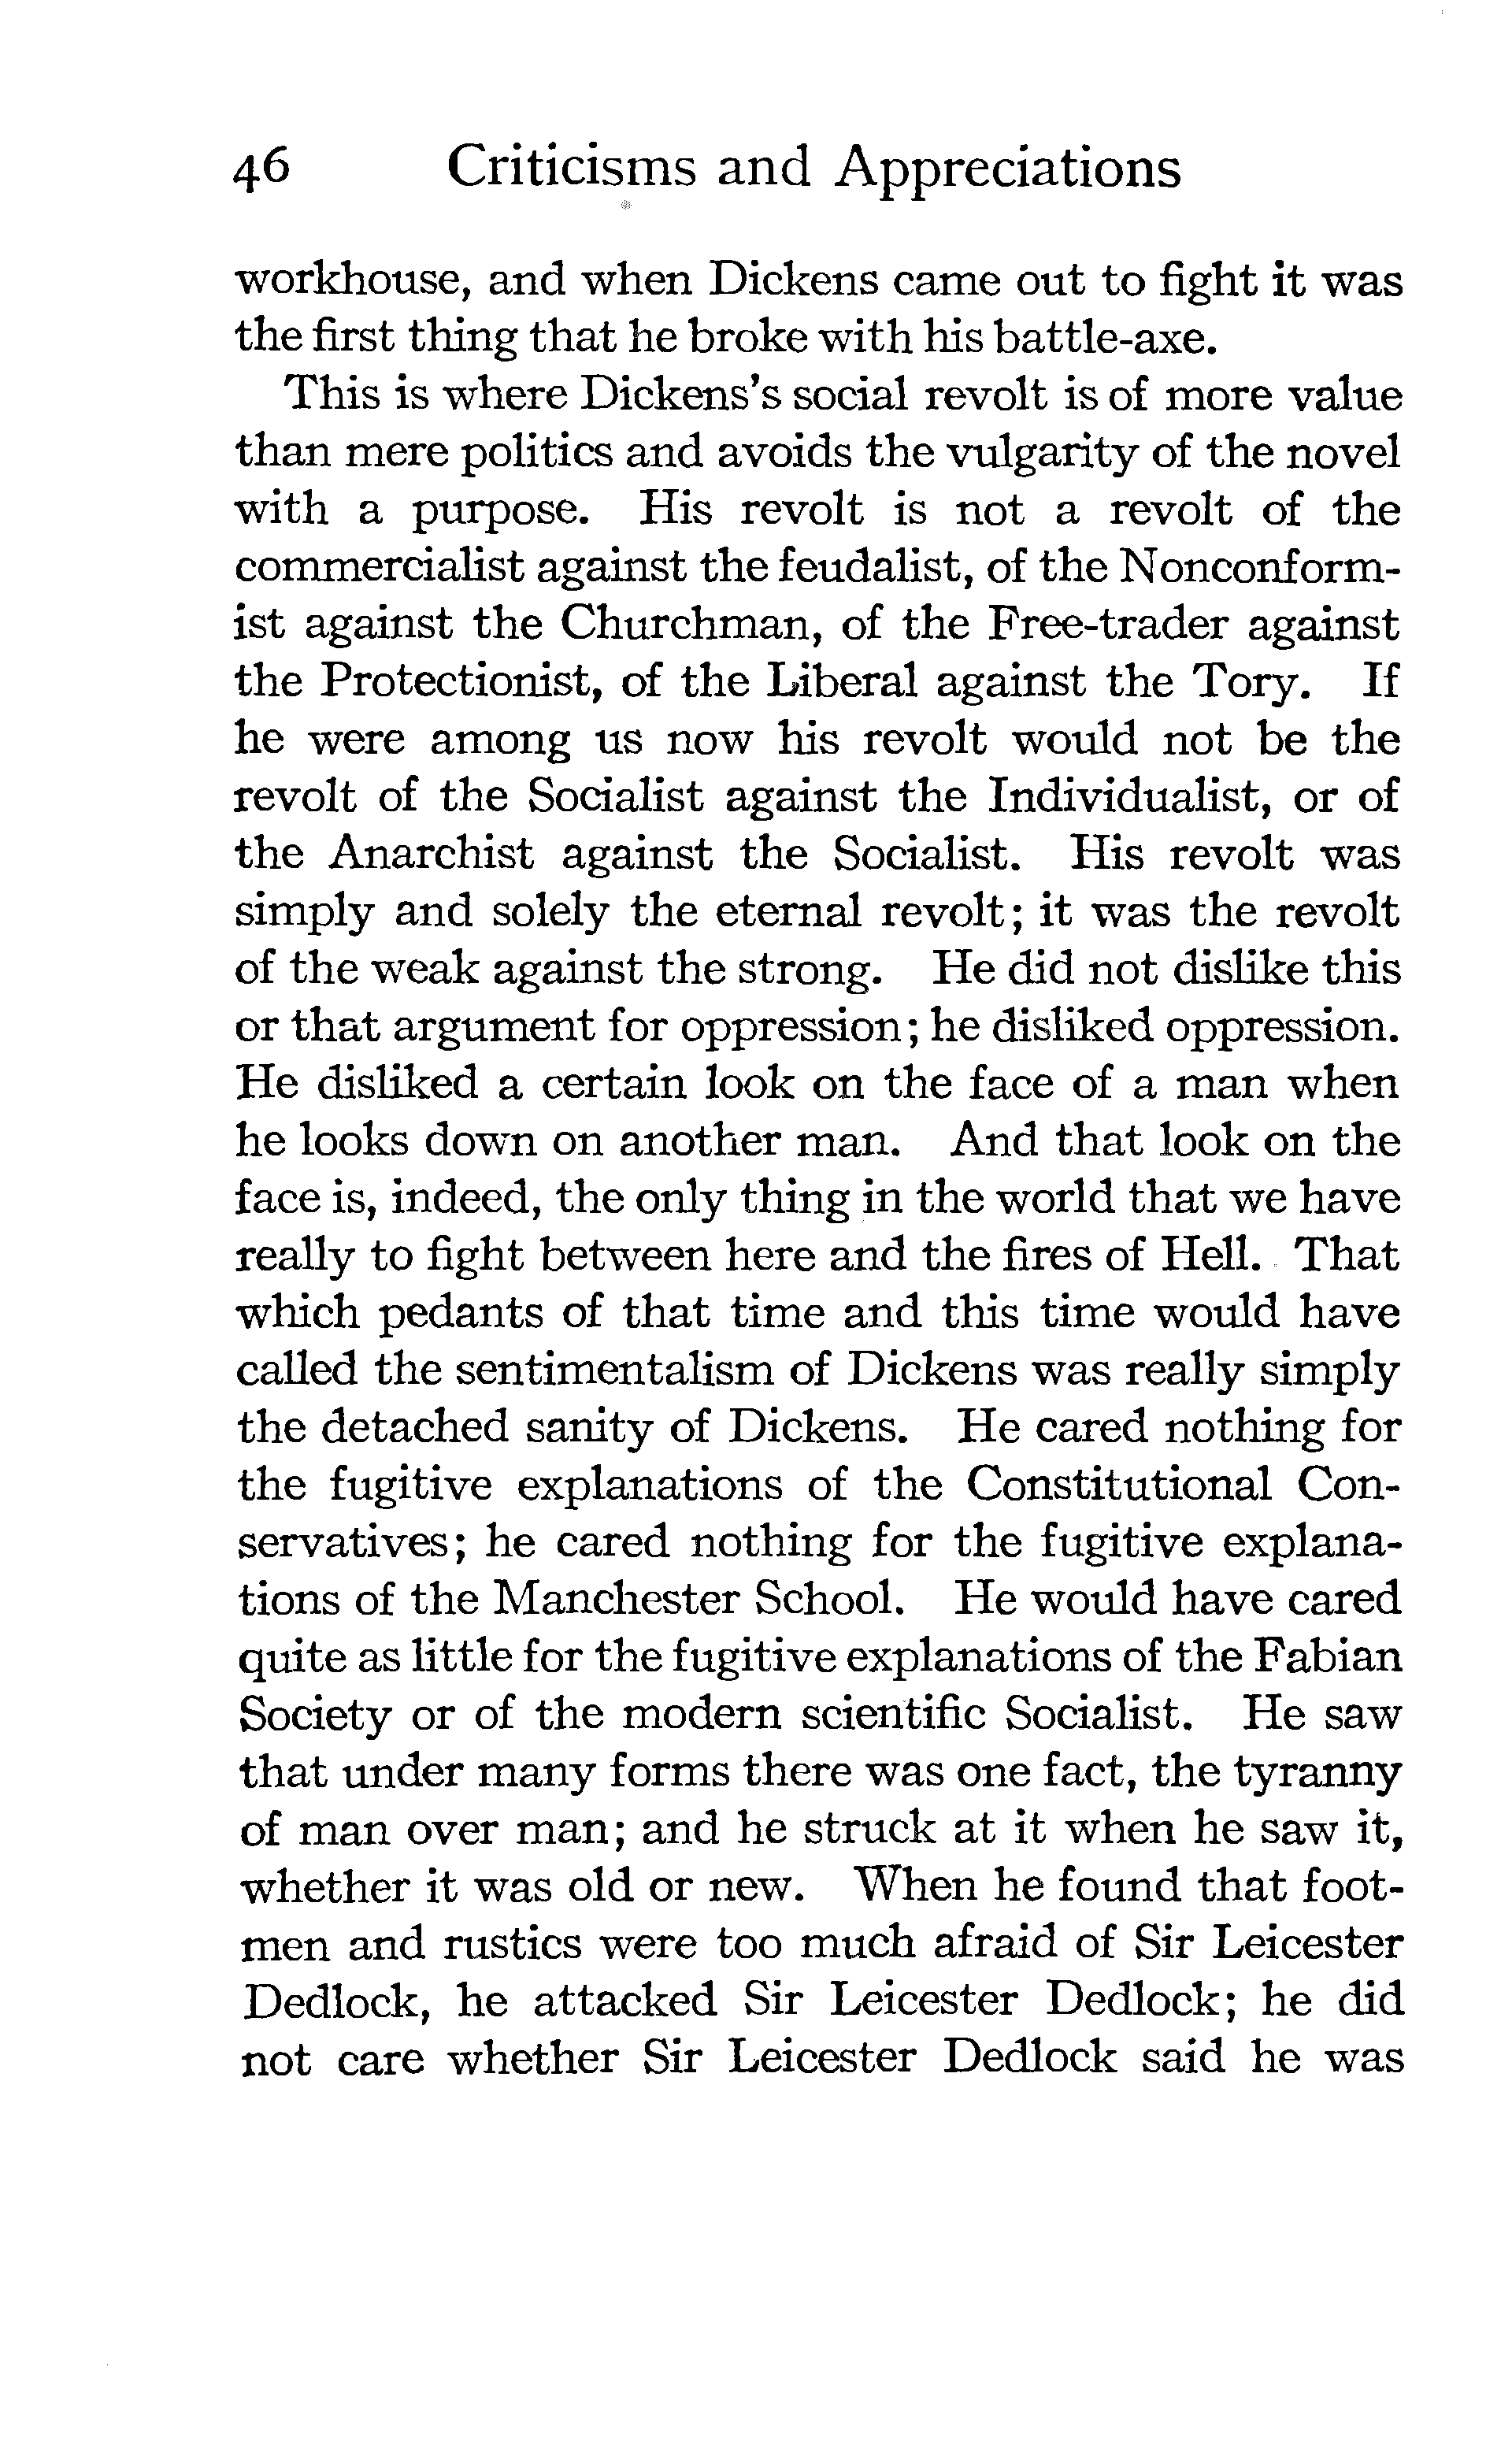 46 Criticisms and Appreciations
workhouse, and when Dickens came out to fight it was
the first thing that he broke with his battle-axe.
This is where Dickens's social revolt is of more value
than mere politics and avoids the vulgarity of the novel
with a purpose. His revolt is not a revolt of the
commercialist against the feudalist, of the Nonconform-
ist against the Churchman, of the Free-trader against
the Protectionist, of the Liberal against the Tory. If
he were among us now his revolt would not be the
revolt of the Socialist against the Individualist, or of
the Anarchist against the Socialist. His revolt was
simply and solely the eternal revolt; it was the revolt
of the weak against the strong. He did not dislike this
or that argument for oppression; he disliked oppression.
He disliked a certain look on the face of a man when
he looks down on another man. And that look on the
face is, indeed, the only thing in the world that we have
really to fight between here and the fires of Hell. That
which pedants of that time and this time would have
called the sentimentalism of Dickens was really simply
the detached sanity of Dickens. He cared nothing for
the fugitive explanations of the Constitutional Con-
servatives; he cared nothing for the fugitive explana-
tions of the Manchester School. He would have cared
quite as little for the fugitive explanations of the Fabian
Society or of the modern scientific Socialist. He saw
that under many forms there was one fact, the tyranny
of man over man; and he struck at it when he saw it,
whether it was old or new. When he found that foot-
men and rustics were too much afraid of Sir Leicester
Dedlock, he attacked Sir Leicester Dedlock; he did
not care whether Sir Leicester Dedlock said he was